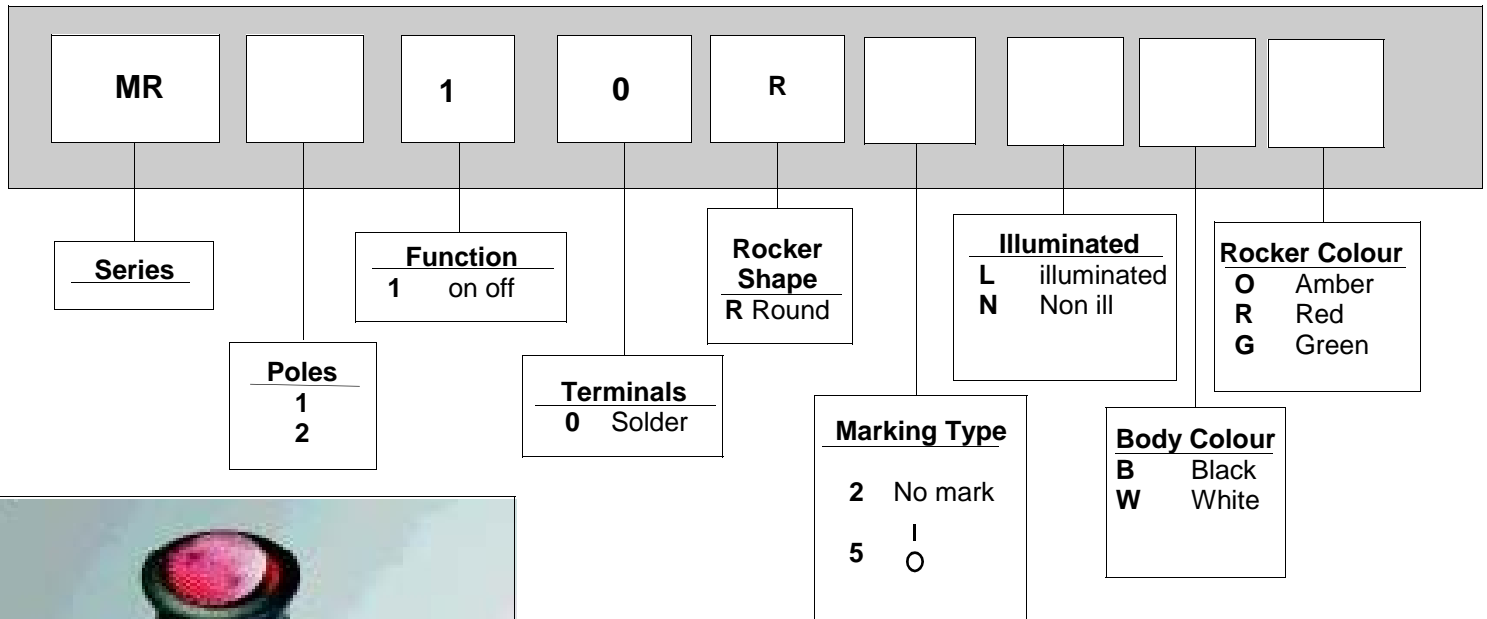 MR 1 0 R
Series
Function
1 on off
Rocker
Shape
R Round
Illuminated
L illuminated
N Non ill
Rocker Colour
O Amber
R Red
G Green
Poles
1
2
Terminals
0 Solder
Marking Type
2 No mark
5 I
O
Body Colour
B Black
W White